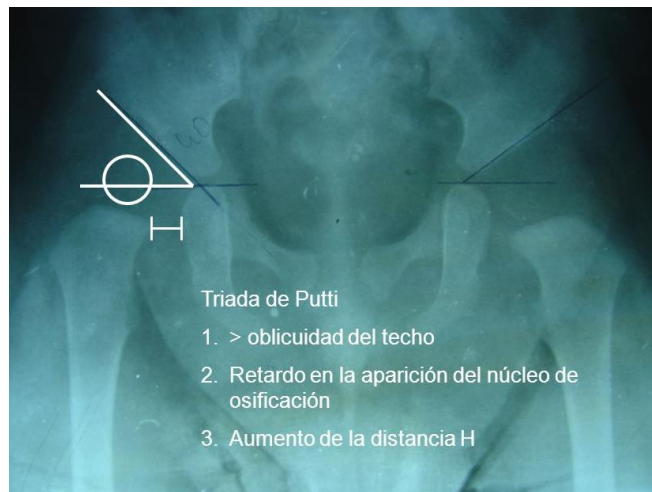 40
Triada de Putti
1. > oblicuidad del techo
2. Retardo en la aparición del núcleo de
osificación
3. Aumento de la distancia H